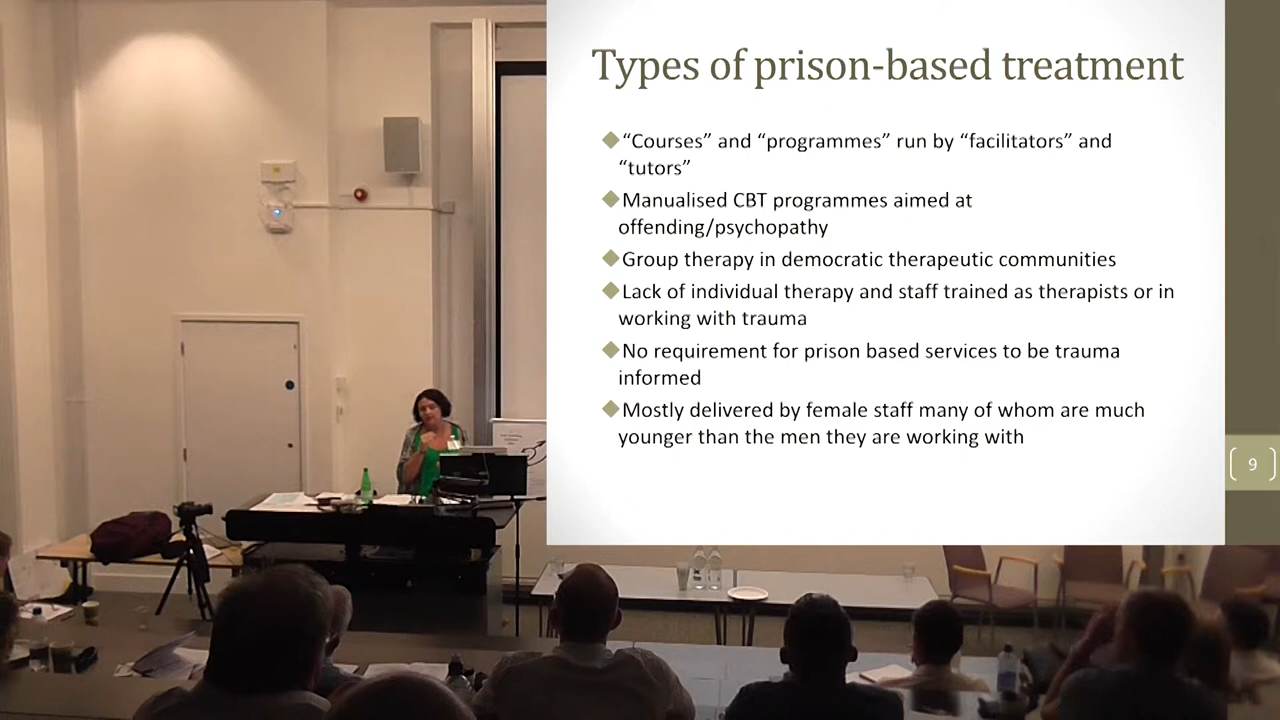 Types of prison-based treatment
“Courses” and “programmes” run by “facilitators” and
“tutors”
Manualised CBT programmes aimed at
offending/psychopathy
Group therapy in democratic therapeutic communities
Lack of individual therapy and staff trained as therapists or in
working with trauma
No requirement for prison based services to be trauma
informed
Mostly delivered by female staff many of whom are much
younger than the men they are working with
9